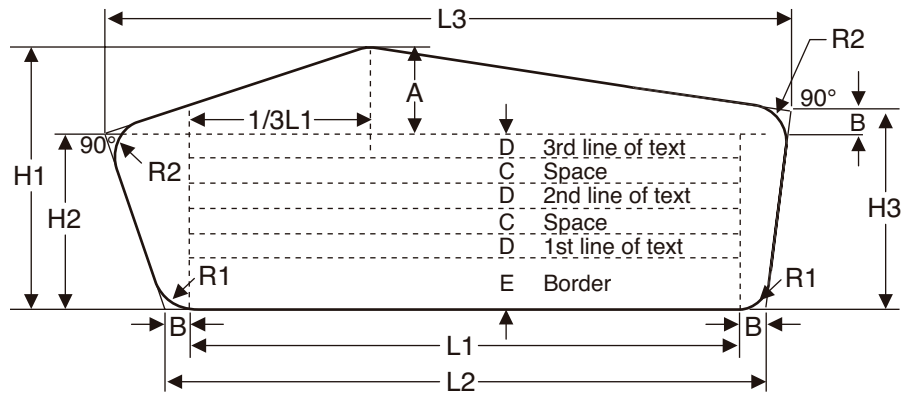 L3
R2
A
90°
B
1/3L1
90°
D 3rd line of text
R2
C Space
H1
D 2nd line of text
H2
H3
C Space
D 1st line of text
R1
R1
E Border
B
B
L1
L2